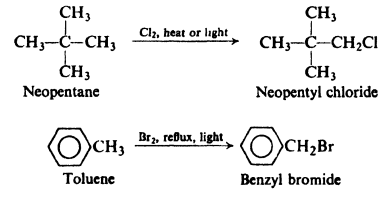 CH3 CH3
CH3–C–CH3 Cl2, heat or light CH3–C–CH2Cl
CH3 CH3
Neopentane Neopentyl chloride
CH3 Br2, reflux, light CH2Br
Toluene Benzyl bromide